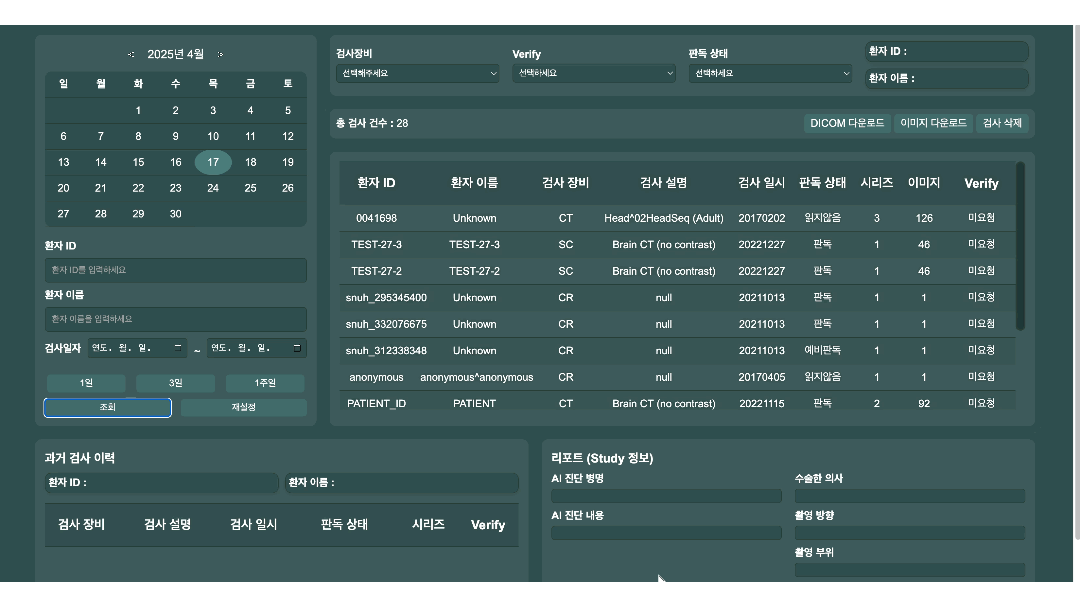 < 2025년 4월 >
일 월 화 수 목 금 토
1 2 3 4 5
6 7 8 9 10 11 12
13 14 15 16 17 18 19
20 21 22 23 24 25 26
27 28 29 30
환자 ID
환자 ID를 입력하세요
환자 이름
환자 이름을 입력하세요
검사일자 연도. 월. 일. ~ 연도. 월. 일.
1일 3일 1주일
조회 재설정
검사장비 Verify 판독 상태
선택해주세요 선택하세요 선택하세요
환자 ID :
환자 이름 :
총 검사 건수 : 28
DICOM 다운로드 이미지 다운로드 검사 삭제
환자 ID 환자 이름 검사 장비 검사 설명 검사 일시 판독 상태 시리즈 이미지 Verify
0041698 Unknown CT Head^02HeadSeq (Adult) 20170202 읽지않음 3 126 미요청
TEST-27-3 TEST-27-3 SC Brain CT (no contrast) 20221227 판독 1 46 미요청
TEST-27-2 TEST-27-2 SC Brain CT (no contrast) 20221227 판독 1 46 미요청
snuh_295345400 Unknown CR null 20211013 판독 1 1 미요청
snuh_332076675 Unknown CR null 20211013 판독 1 1 미요청
snuh_312338348 Unknown CR null 20211013 예비판독 1 1 미요청
anonymous anonymous^anonymous CR null 20170405 읽지않음 1 1 미요청
PATIENT_ID PATIENT CT Brain CT (no contrast) 20221115 판독 2 92 미요청
과거 검사 이력
환자 ID : 환자 이름 :
검사 장비 검사 설명 검사 일시 판독 상태 시리즈 Verify
리포트 (Study 정보)
AI 진단 병명 수술한 의사
AI 진단 내용 촬영 방향
촬영 부위